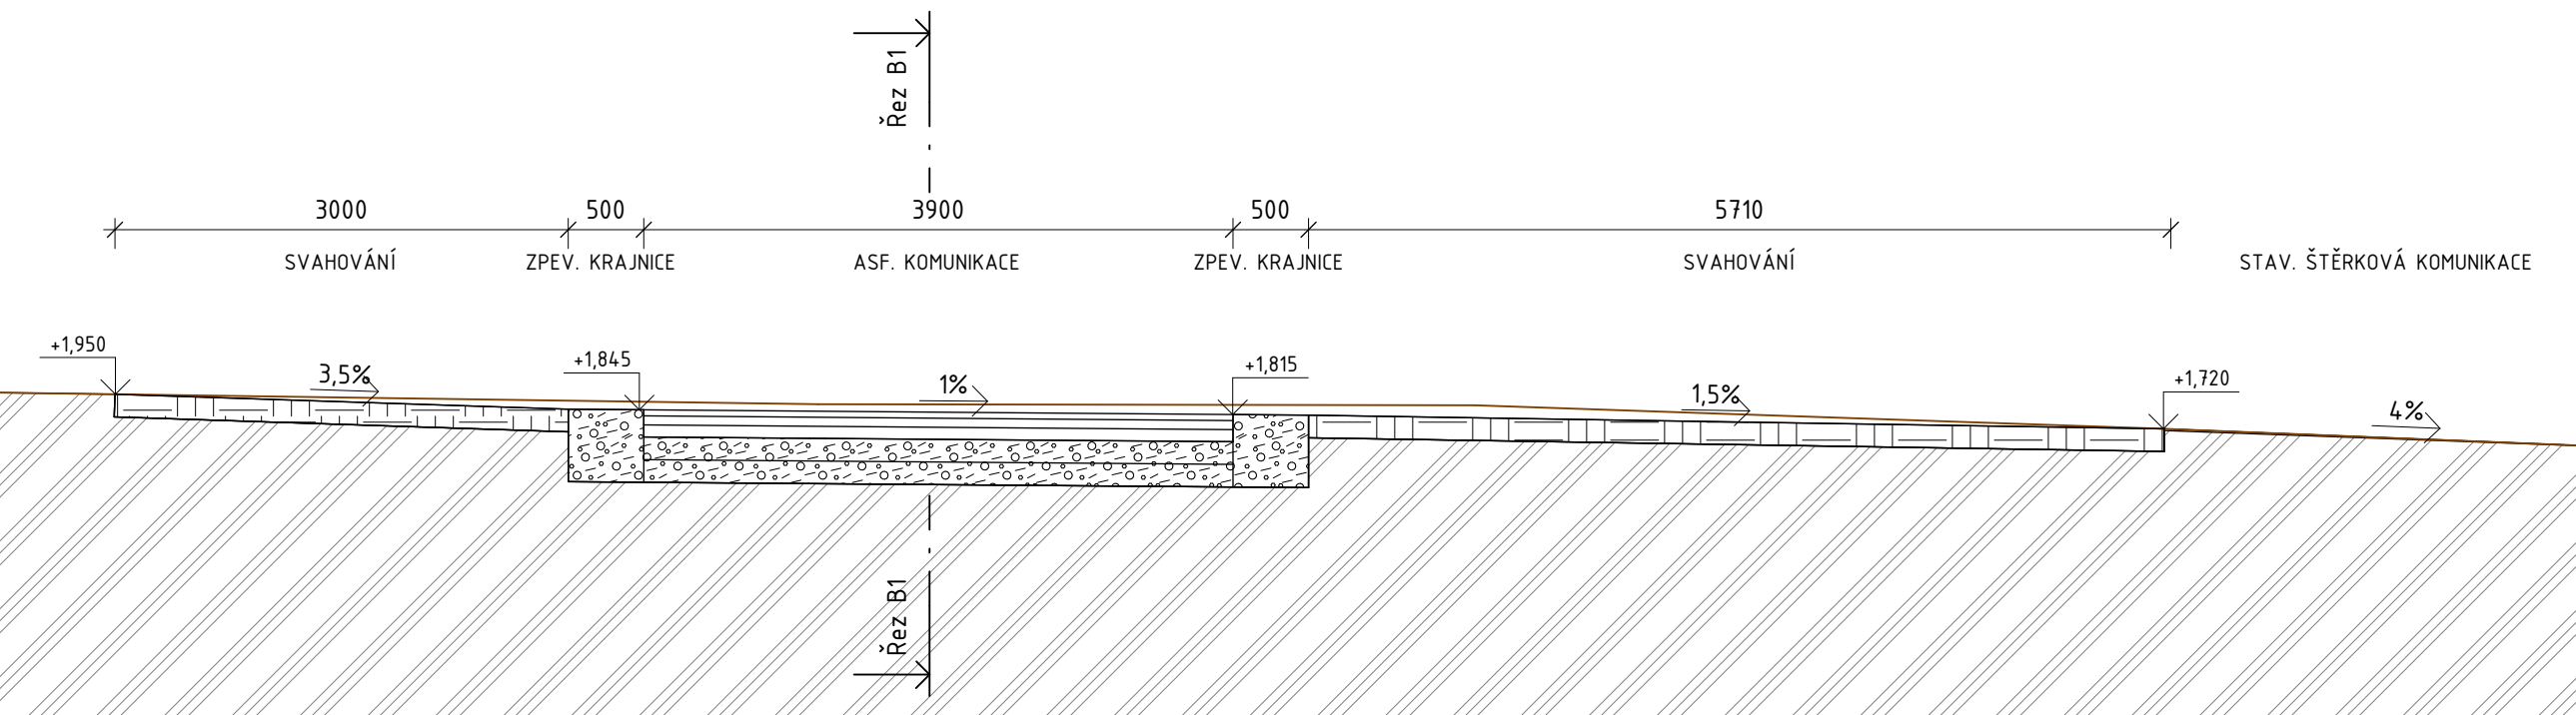 Řez B1
3000 500 3900 500 5710
SVAHOVÁNÍ ZPEV. KRAJNICE ASF. KOMUNIKACE ZPEV. KRAJNICE SVAHOVÁNÍ STAV. ŠTĚRKOVÁ KOMUNIKACE
+1,950 +1,845 +1,815 +1,720
3,5% 1% 1,5% 4%
Řez B1